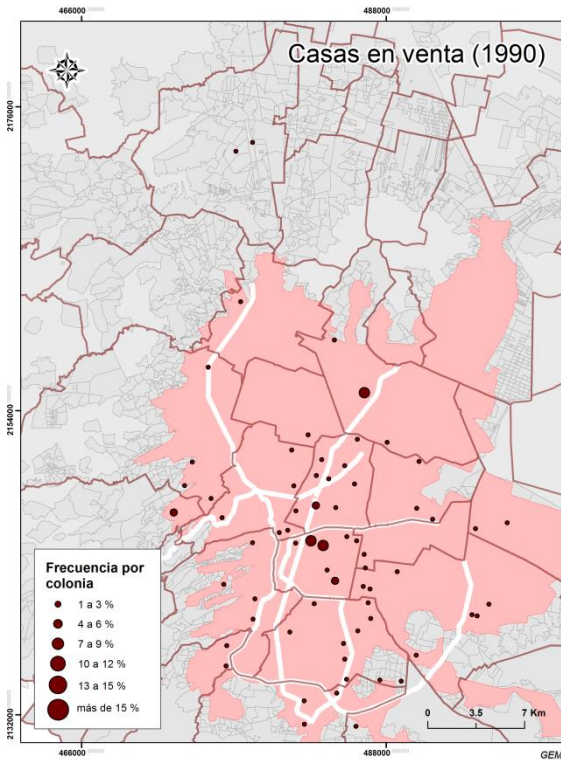 466000
488000
Casas en venta (1990)
2176000
2154000
2132000
Frecuencia por
colonia
1 a 3 %
4 a 6 %
7 a 9 %
10 a 12 %
13 a 15 %
más de 15 %
0 3.5 7 Km
466000
488000
GEM